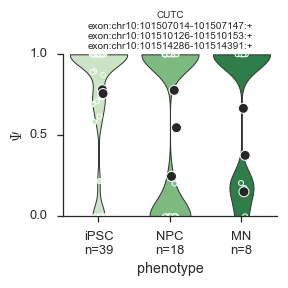 CUTC
exon:chr10:101507014-101507147:+
exon:chr10:101510126-101510153:+
exon:chr10:101514286-101514391:+
1.0
0.5
0.0
Ψ
iPSC
n=39
NPC
n=18
MN
n=8
phenotype